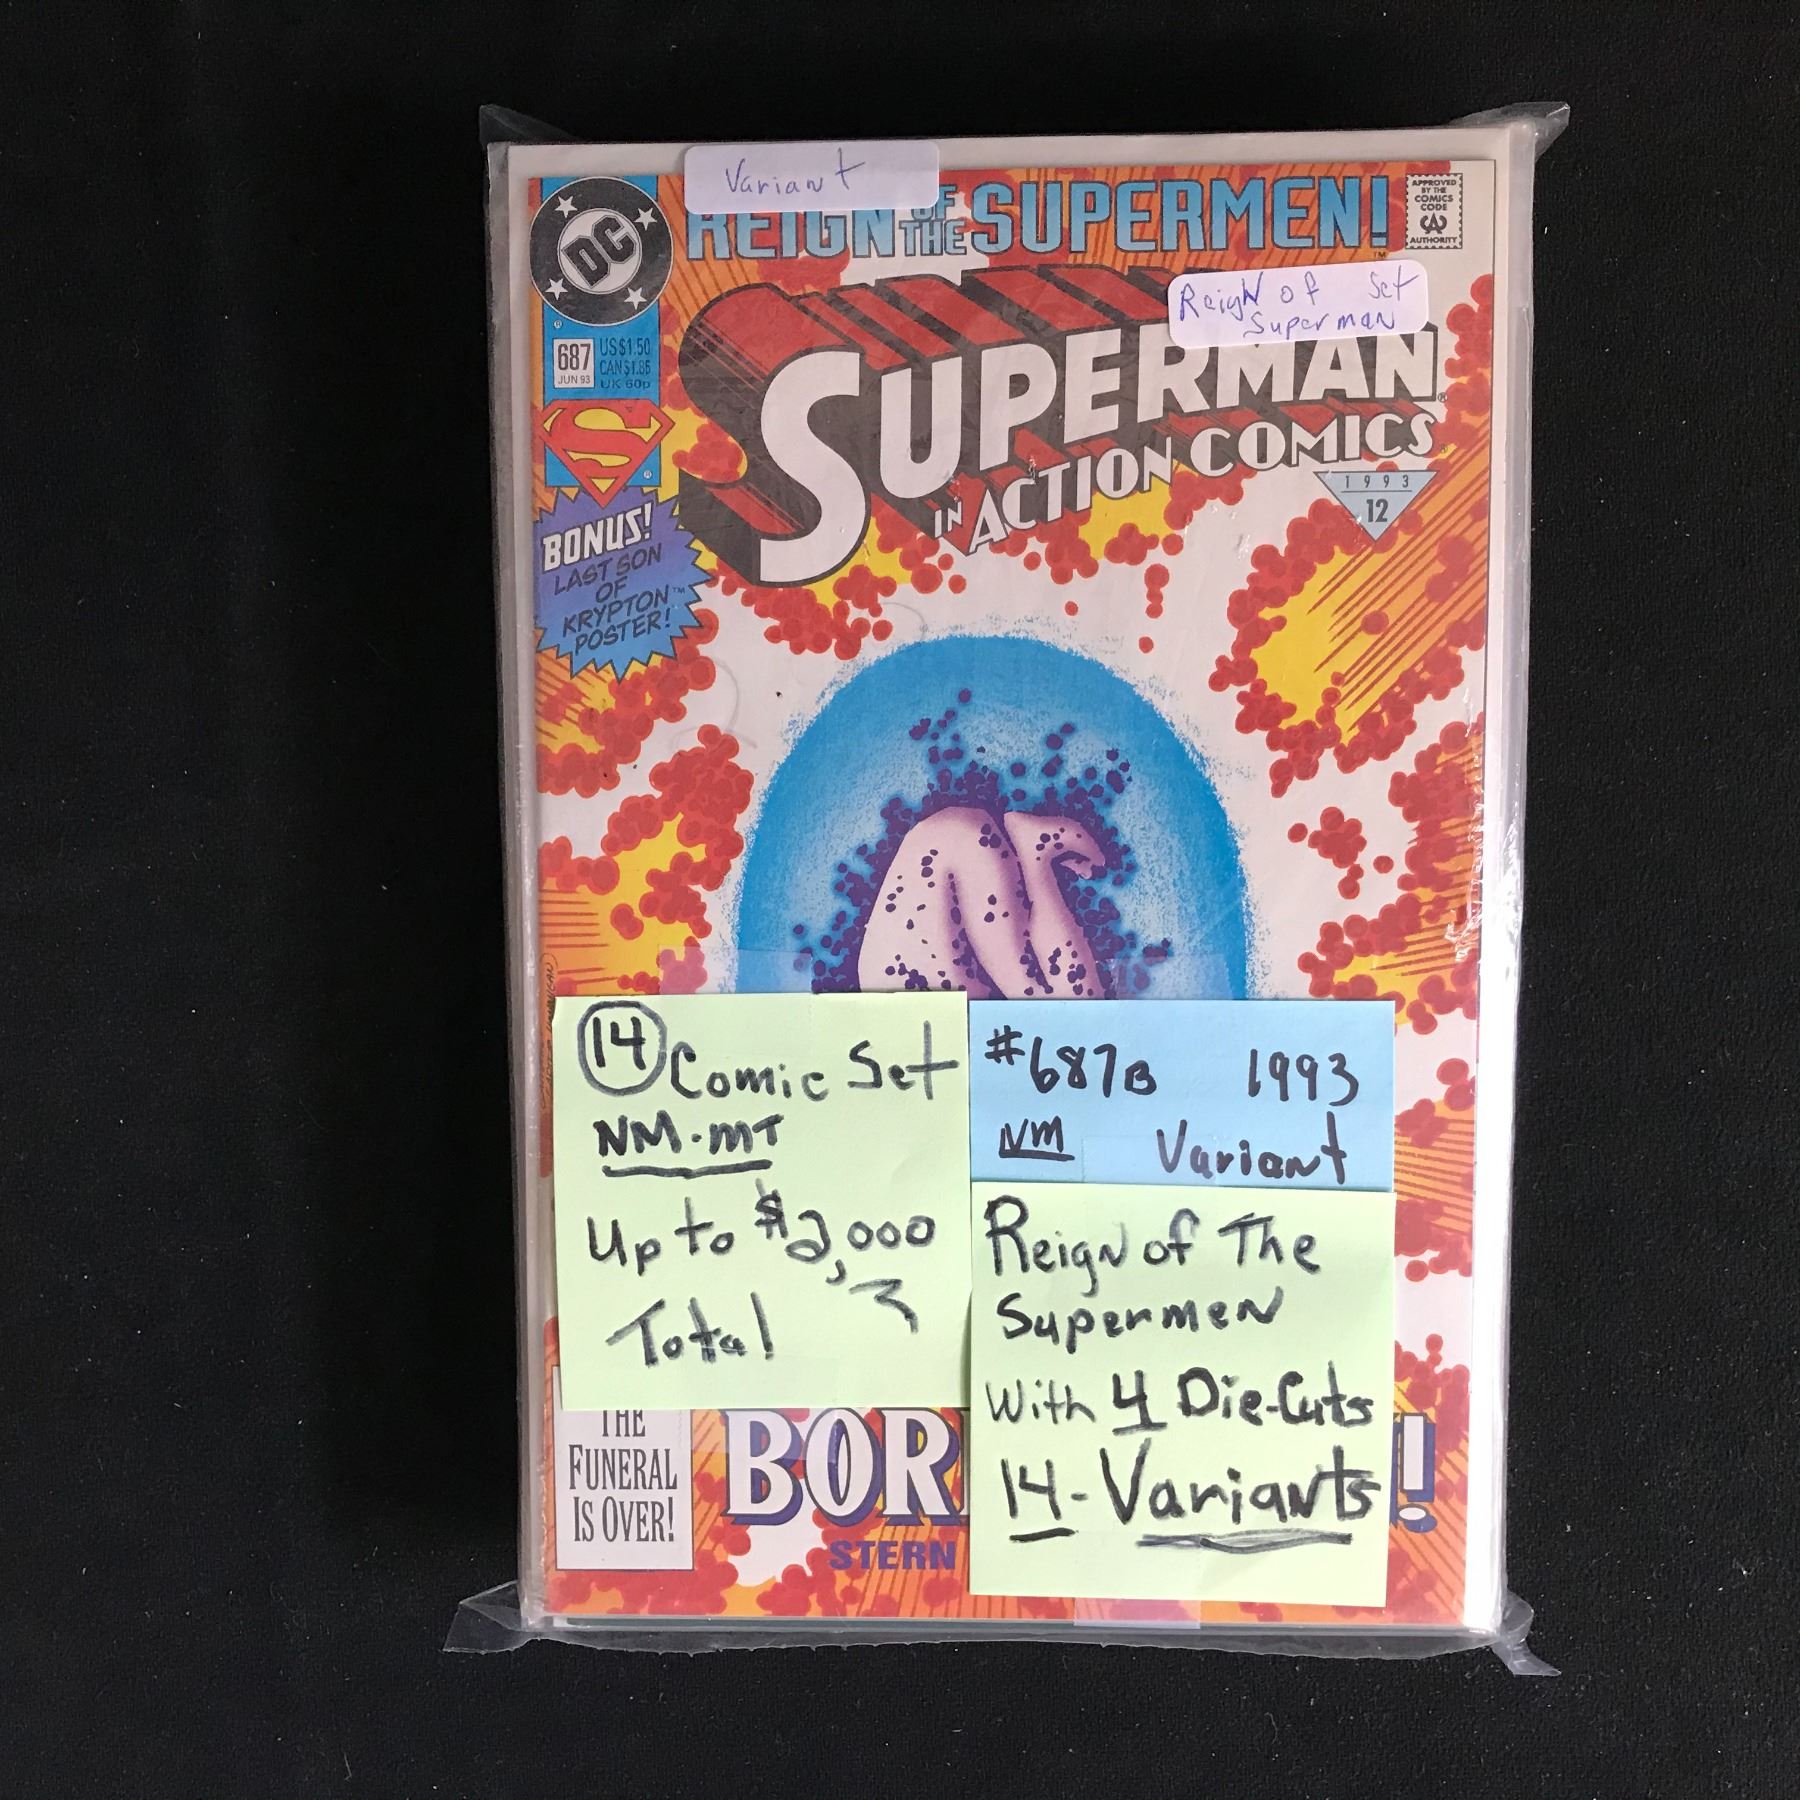 Variant
REIGN OF THE SUPERMEN!
APPROVED
BY THE
COMICS
CODE
CA
AUTHORITY
DC
Reign of Set
Superman
687
JUN 93
US $1.50
CAN $1.85
UK 60p
SUPERMAN
IN ACTION COMICS
1993
12
S
BONUS!
LAST SON
OF
KRYPTON™
POSTER!
14 Comic Set
NM-MT
Up to $2,000
Total
#687B 1993
NM Variant
Reign of The
Supermen
With 4 Die-Cuts
14-Variants
THE
FUNERAL
IS OVER!
BOR
!
STERN